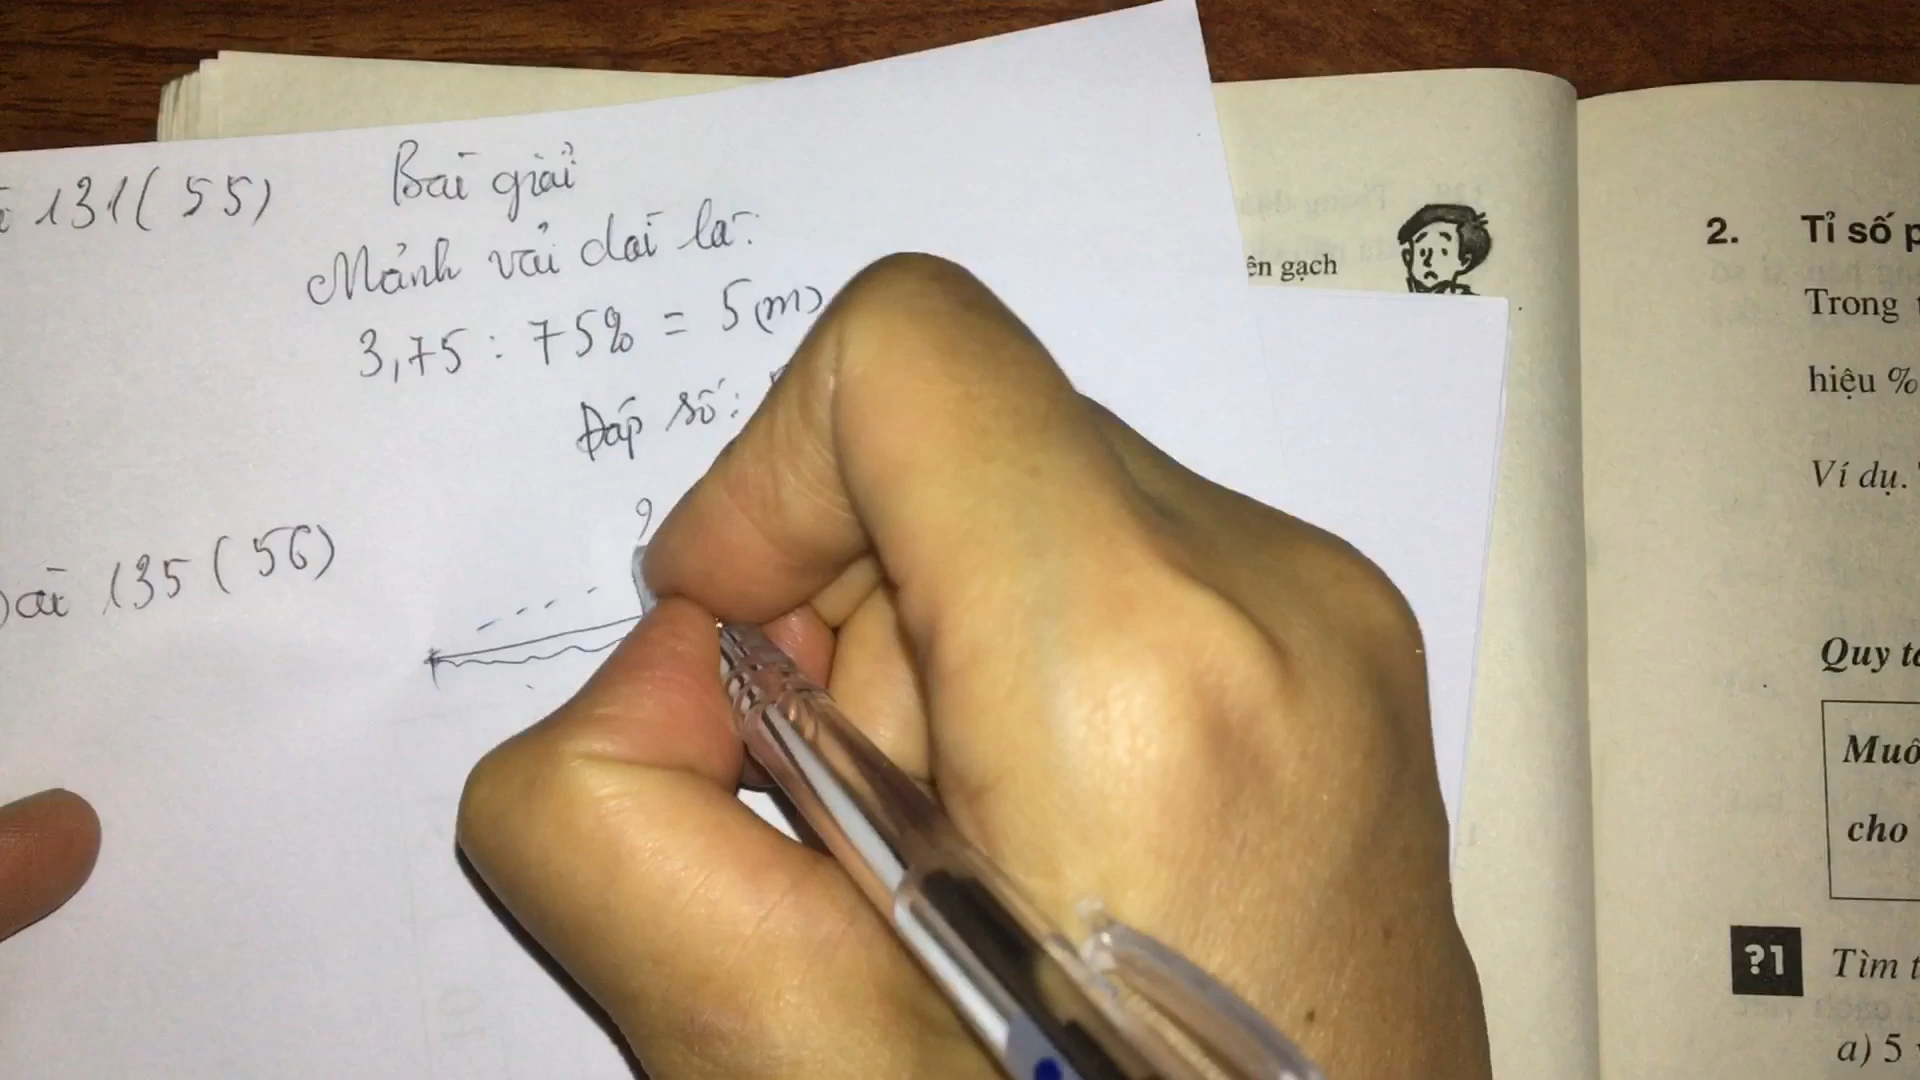 131(55)
Bài giải
Mảnh vải dài là:
3,75 : 75% = 5(m)
Đáp số:
?
135(56)
ên gạch
2. Tỉ số
Trong
hiệu %
Ví dụ.
Quy
cho
?1 Tìm
a) 5